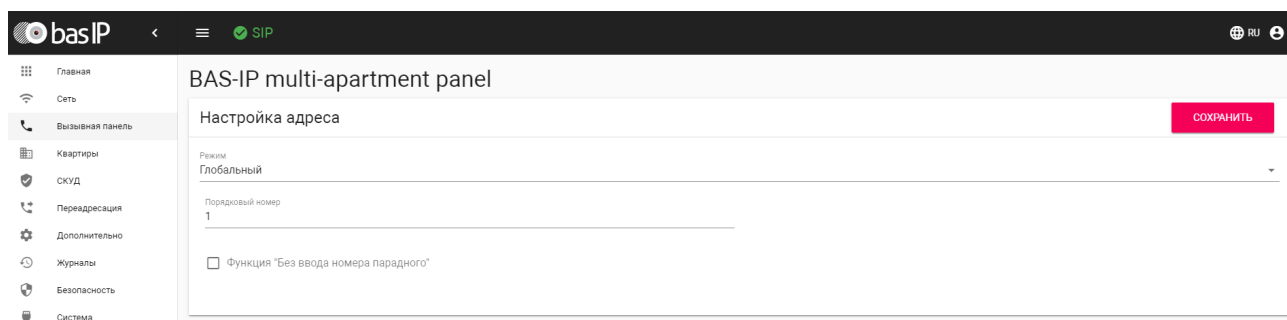 basIP
SIP
RU
Главная
Сеть
Вызывная панель
Квартиры
СКУД
Переадресация
Дополнительно
Журналы
Безопасность
Система
BAS-IP multi-apartment panel
Настройка адреса
СОХРАНИТЬ
Режим
Глобальный
Порядковый номер
1
Функция "Без ввода номера парадного"